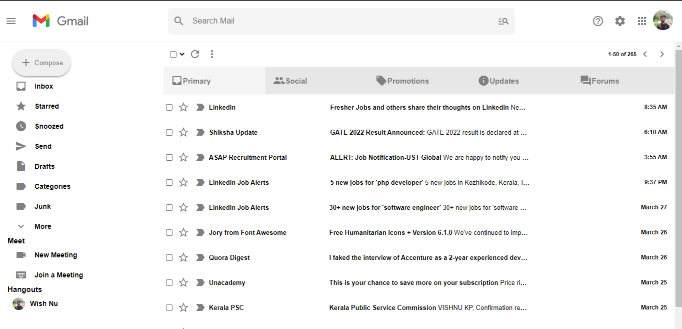 Gmail
Search Mail
1-50 of 265
Compose
Inbox
Starred
Snoozed
Send
Drafts
Categories
Junk
More
Meet
New Meeting
Join a Meeting
Hangouts
Wish Nu
Primary Social Promotions Updates Forums
LinkedIn Fresher Jobs and others share their thoughts on LinkedIn Ne... 8:35 AM
Shiksha Update GATE 2022 Result Announced: GATE 2022 result is declared at ... 6:10 AM
ASAP Recruitment Portal ALERT: Job Notification-UST Global We are happy to notify you ... 3:55 AM
Linkedin Job Alerts 5 new jobs for 'php developer' 5 new jobs in Kozhikode, Kerala, I... 9:37 PM
Linkedin Job Alerts 30+ new jobs for 'software engineer' 30+ new jobs for 'software ... March 27
Jory from Font Awesome Free Humanitarian Icons + Version 6.1.0 We've continued to imp... March 26
Quora Digest I faked the interview of Accenture as a 2-year experienced dev... March 26
Unacademy This is your chance to save more on your subscription Price ri... March 25
Kerala PSC Kerala Public Service Commission VISHNU KP, Confirmation re... March 25